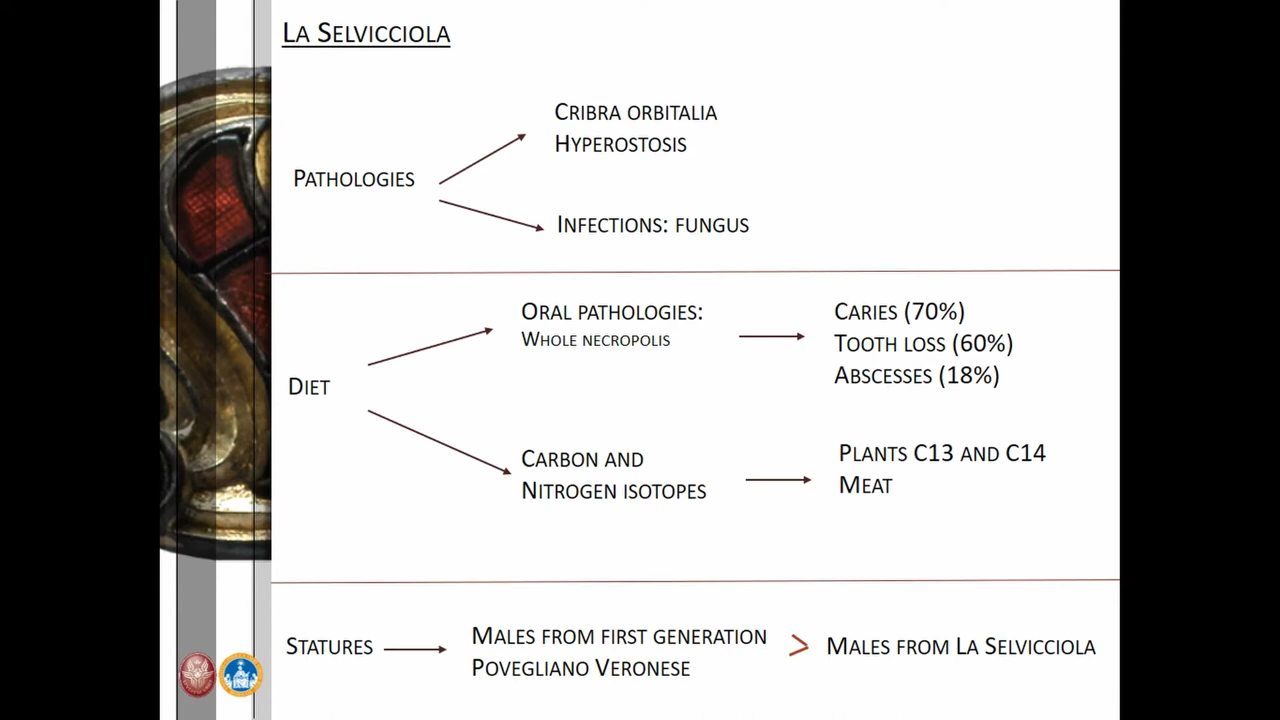 La Selvicciola
Cribra orbitalia
Hyperostosis
Pathologies
Infections: fungus
Oral pathologies:
Whole necropolis
Caries (70%)
Tooth loss (60%)
Abscesses (18%)
Diet
Carbon and
Nitrogen isotopes
Plants C13 and C14
Meat
Statures
Males from first generation
Povegliano Veronese
>
Males from La Selvicciola